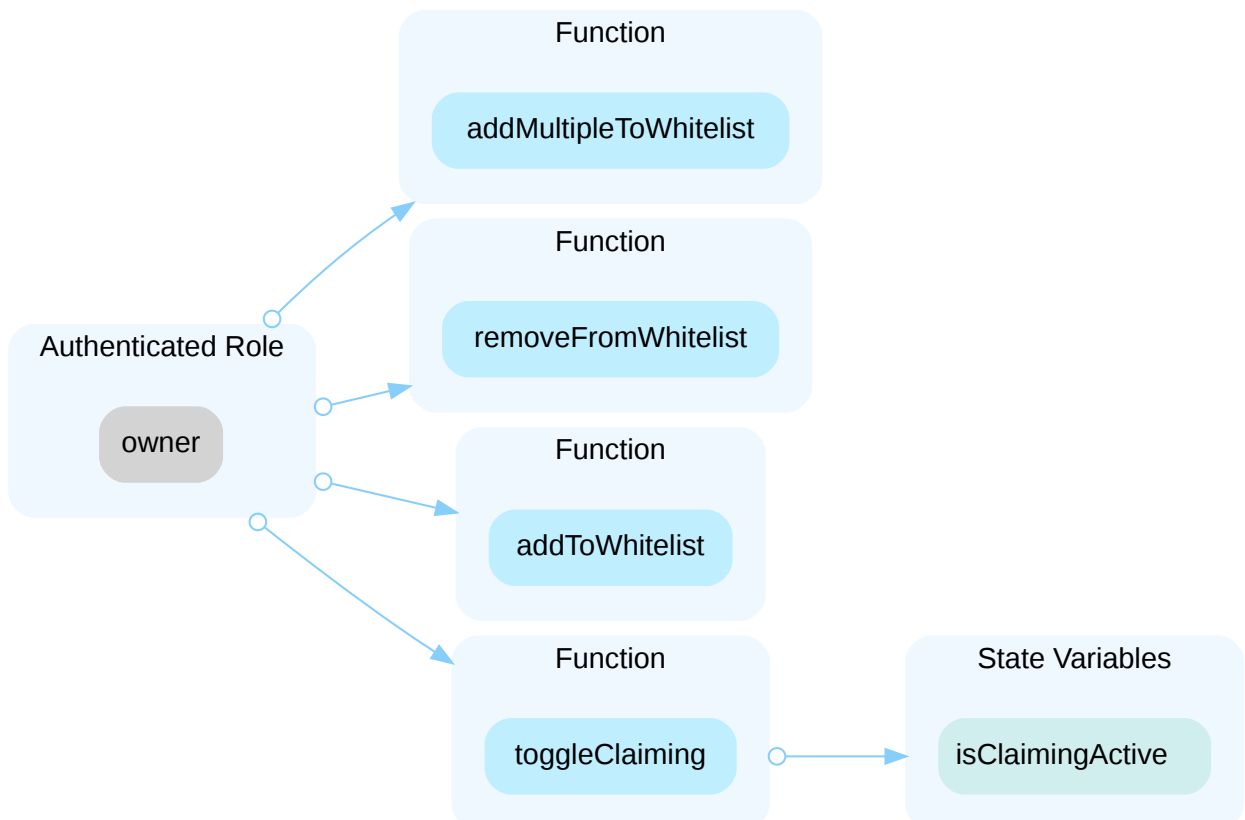 Function
addMultipleToWhitelist
Function
removeFromWhitelist
Authenticated Role
owner
Function
addToWhitelist
Function
toggleClaiming
State Variables
isClaimingActive